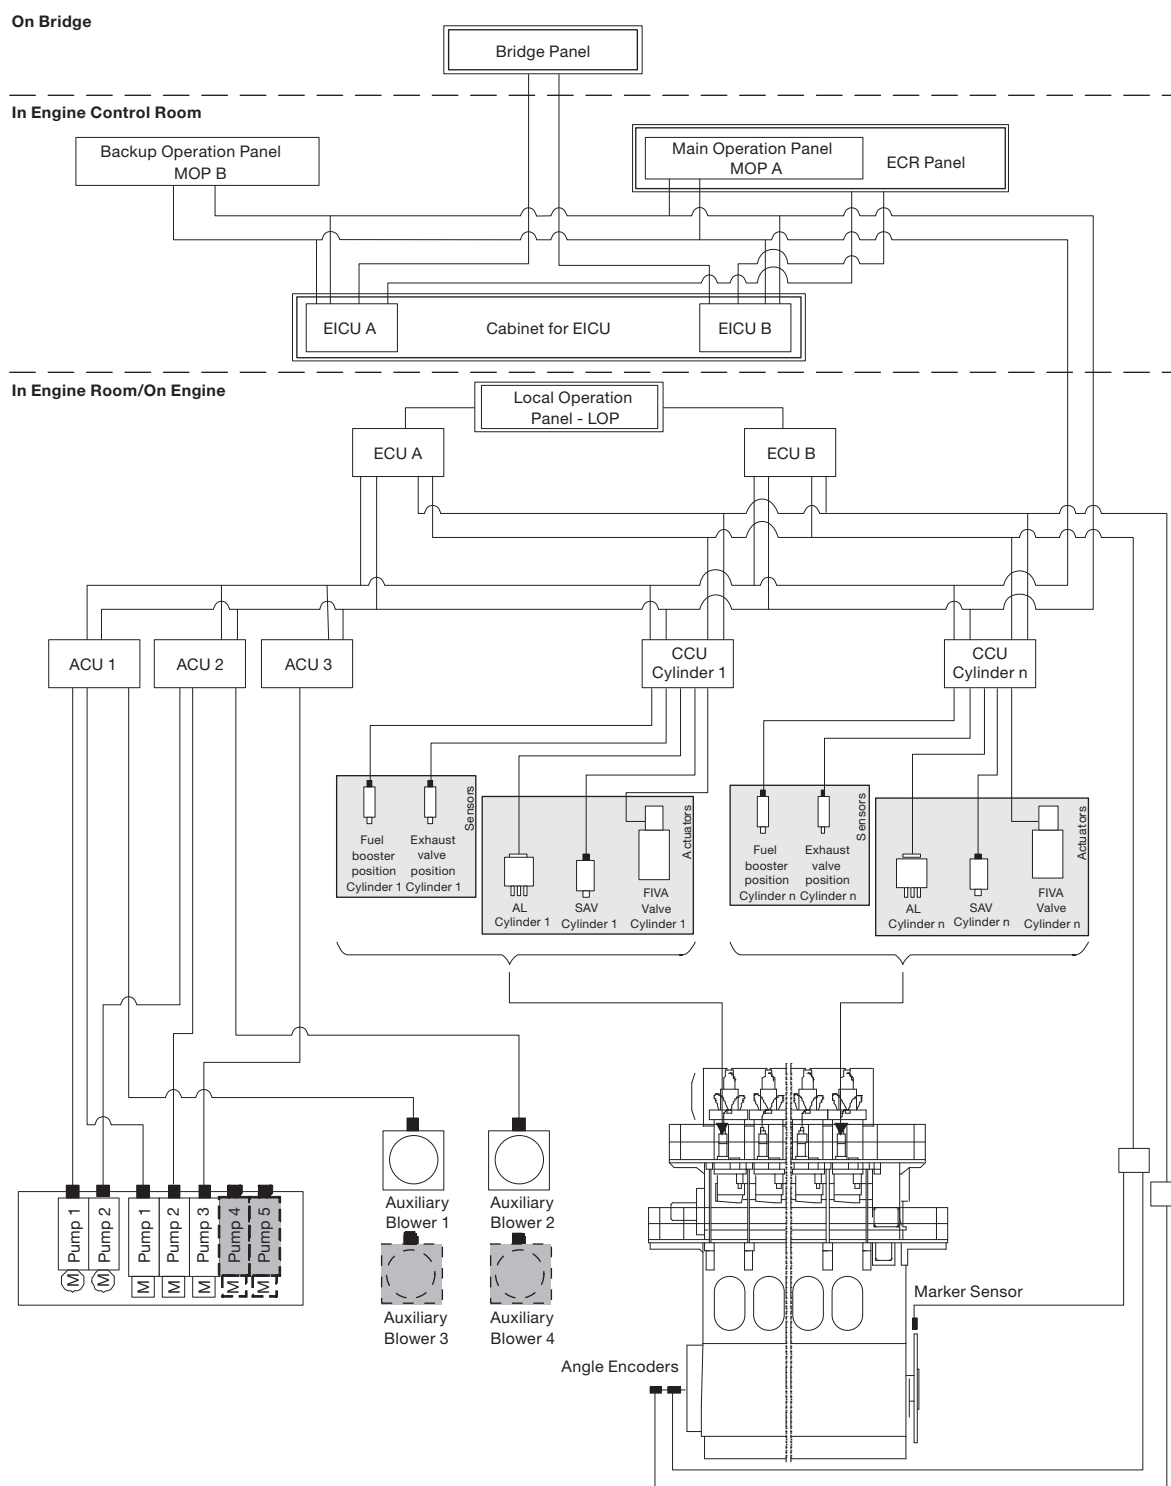 On Bridge
Bridge Panel
In Engine Control Room
Backup Operation Panel
MOP B
Main Operation Panel
MOP A
ECR Panel
EICU A
Cabinet for EICU
EICU B
In Engine Room/On Engine
Local Operation
Panel - LOP
ECU A
ECU B
ACU 1
ACU 2
ACU 3
CCU
Cylinder 1
CCU
Cylinder n
Sensors
Fuel
booster
position
Cylinder 1
Exhaust
valve
position
Cylinder 1
Actuators
AL
Cylinder 1
SAV
Cylinder 1
FIVA
Valve
Cylinder 1
Sensors
Fuel
booster
position
Cylinder n
Exhaust
valve
position
Cylinder n
Actuators
AL
Cylinder n
SAV
Cylinder n
FIVA
Valve
Cylinder n
Pump 1
M
Pump 2
M
Pump 1
M
Pump 2
M
Pump 3
M
Pump 4
M
Pump 5
M
Auxiliary
Blower 1
Auxiliary
Blower 2
Auxiliary
Blower 3
Auxiliary
Blower 4
Marker Sensor
Angle Encoders